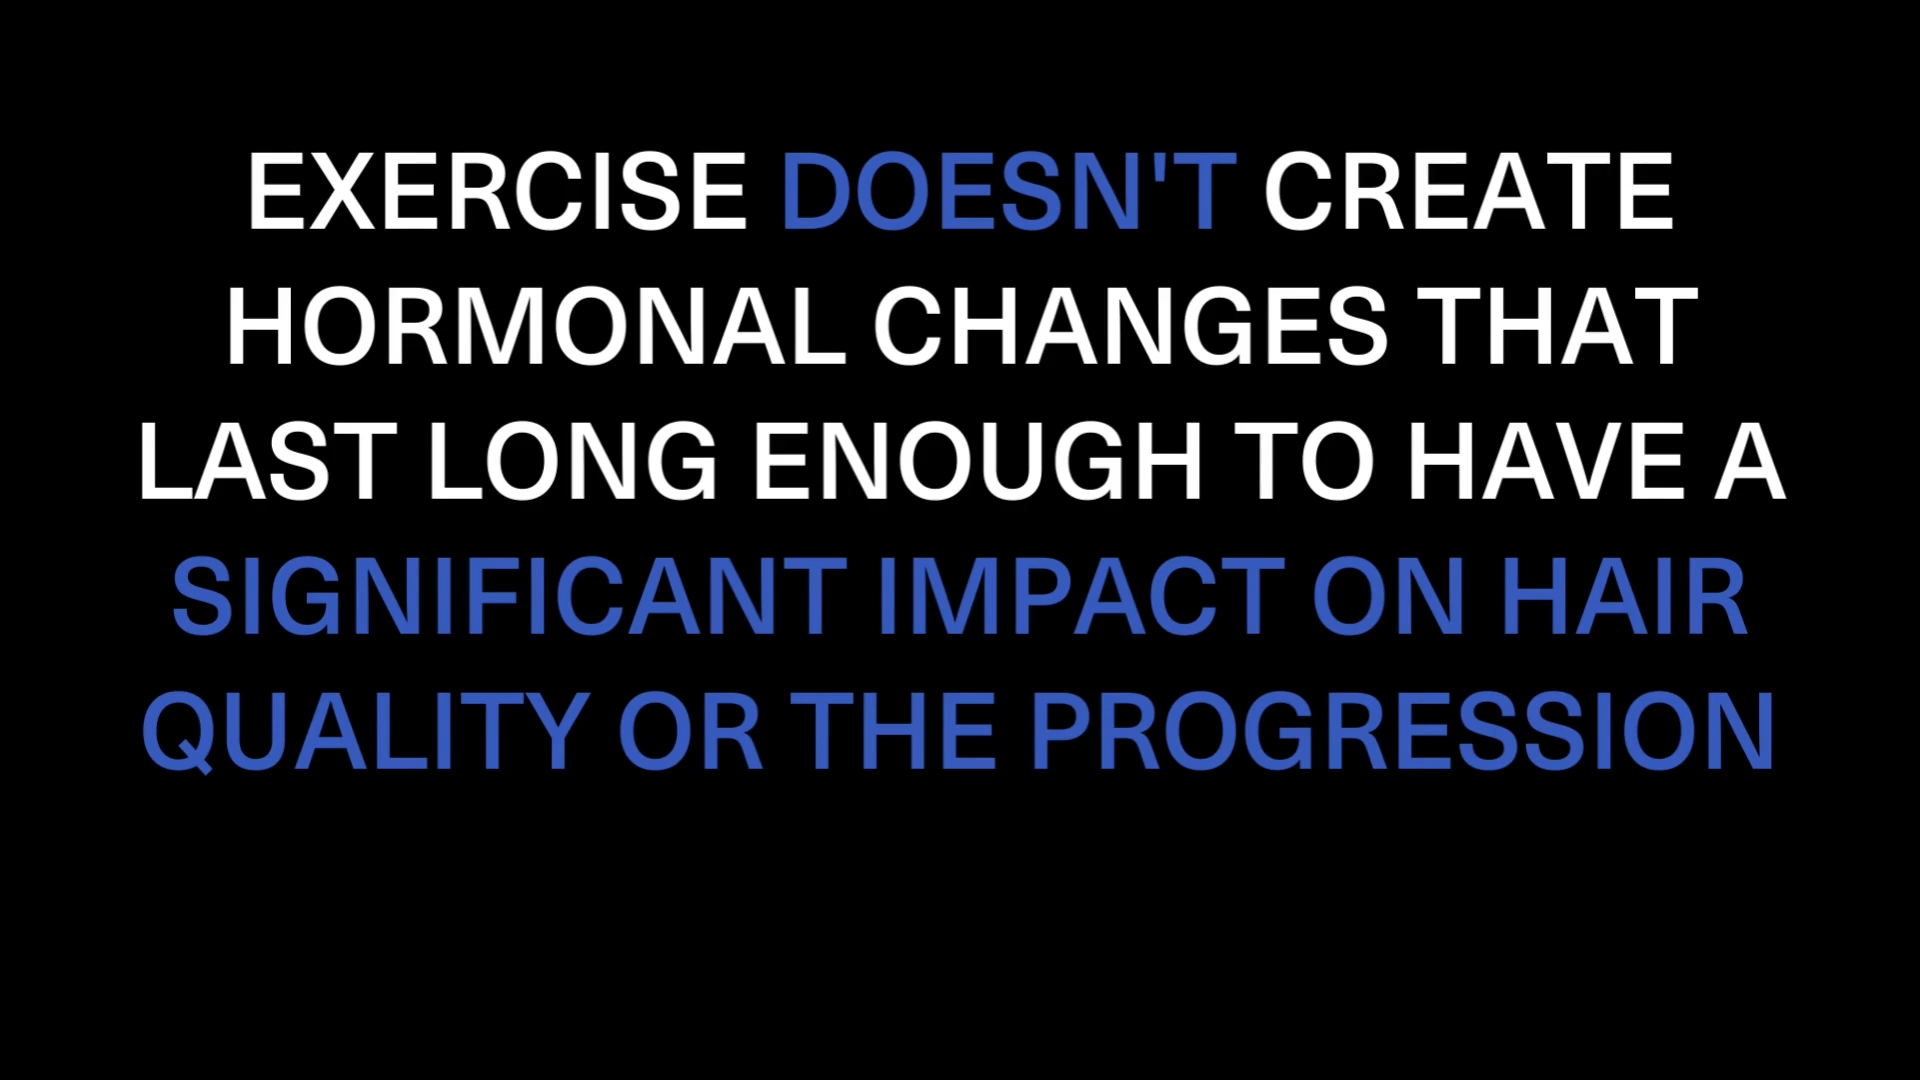 EXERCISE DOESN'T CREATE
HORMONAL CHANGES THAT
LAST LONG ENOUGH TO HAVE A
SIGNIFICANT IMPACT ON HAIR
QUALITY OR THE PROGRESSION